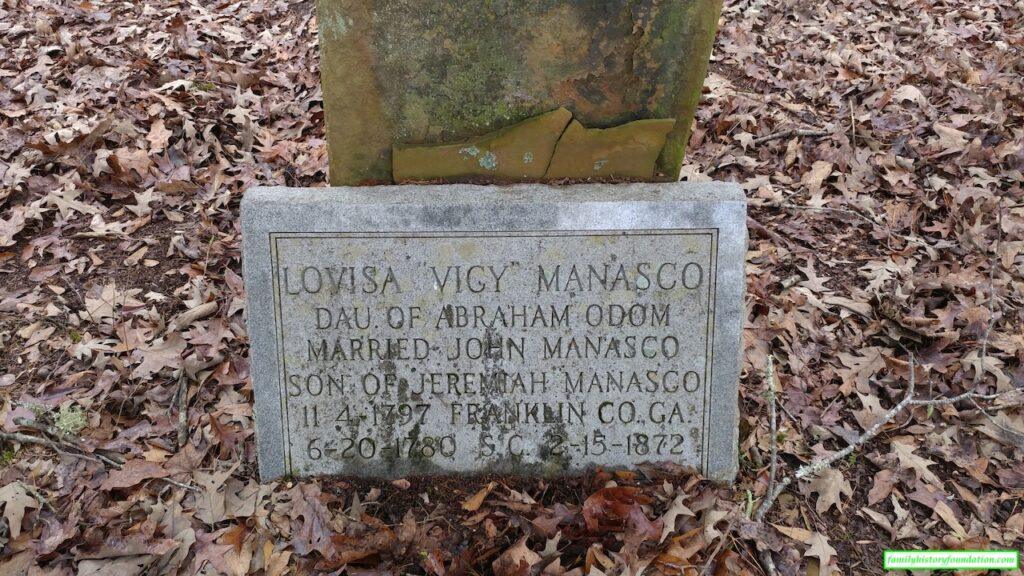 LOVISA "VICY" MANASCO
DAU. OF ABRAHAM ODOM
MARRIED JOHN MANASCO
SON OF JEREMIAH MANASCO
11-4-1797 FRANKLIN CO. GA.
6-20-1780 S.C. 2-15-1872
familyhistoryfoundation.com